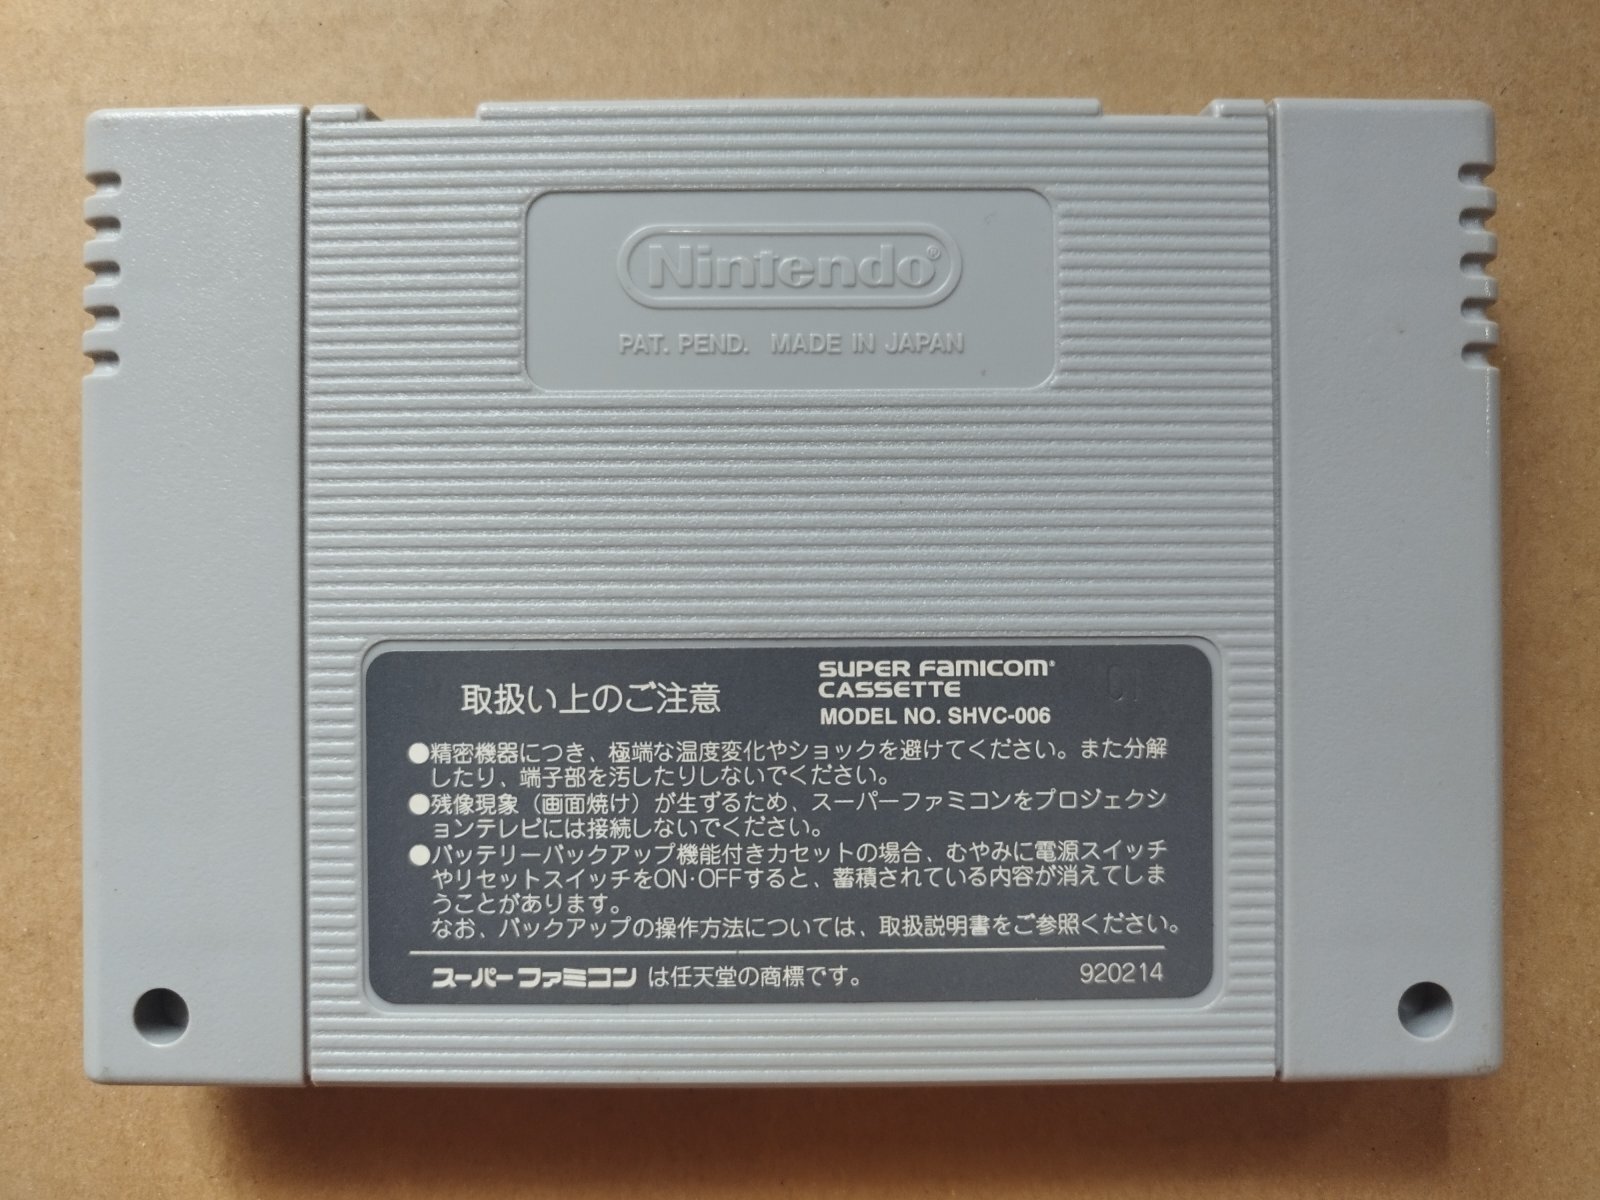 Nintendo®
PAT. PEND. MADE IN JAPAN
取扱い上のご注意
SUPER FAMICOM®
CASSETTE
MODEL NO. SHVC-006
●精密機器につき、極端な温度変化やショックを避けてください。また分解
したり、端子部を汚したりしないでください。
●残像現象（画面焼け）が生ずるため、スーパーファミコンをプロジェクシ
ョンテレビには接続しないでください。
●バッテリーバックアップ機能付きカセットの場合、むやみに電源スイッチ
やリセットスイッチをON・OFFすると、蓄積されている内容が消えてしま
うことがあります。
なお、バックアップの操作方法については、取扱説明書をご参照ください。
スーパーファミコン は任天堂の商標です。
920214